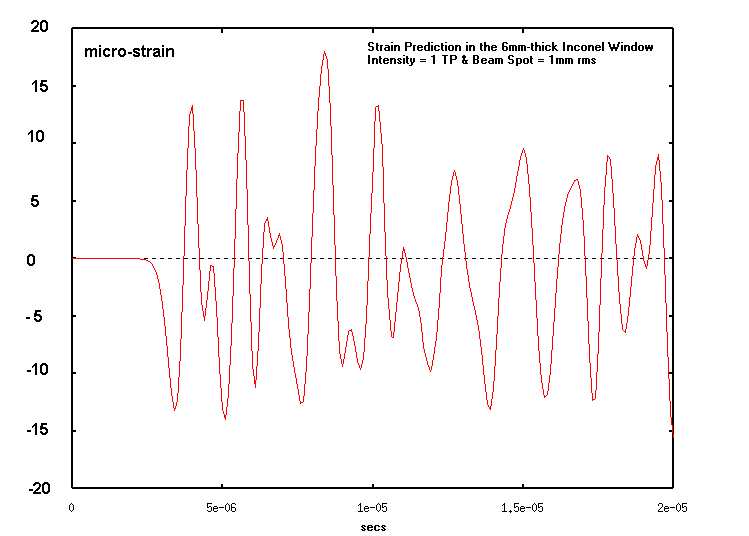 20
micro-strain
Strain Prediction in the 6mm-thick Inconel Window
Intensity = 1 TP & Beam Spot = 1mm rms
15
10
5
0
-5
-10
-15
-20
0
5e-06
1e-05
1.5e-05
2e-05
secs